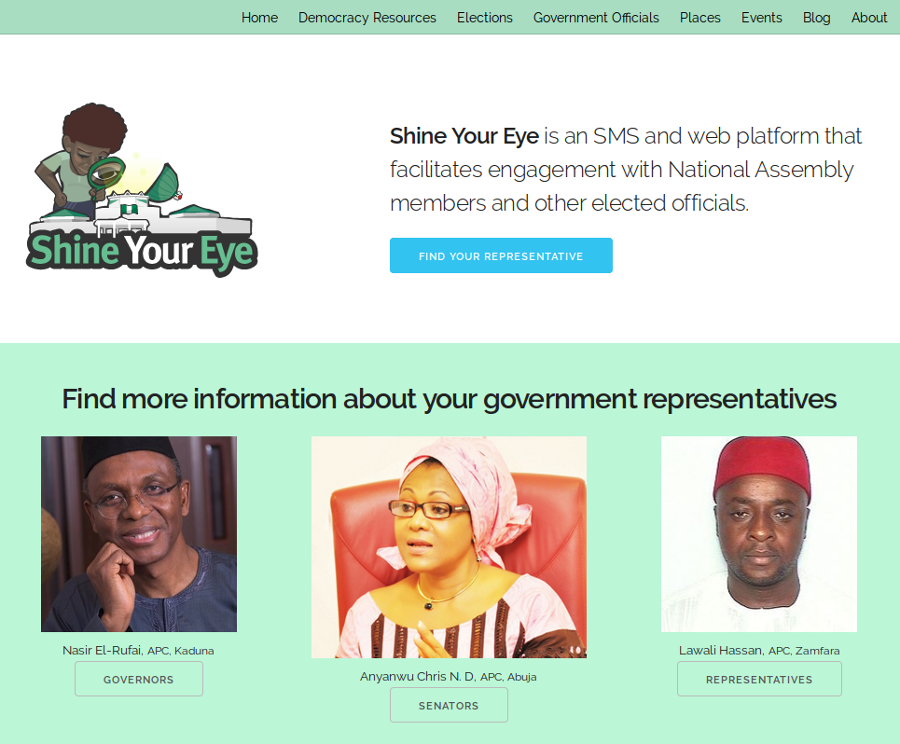 Home Democracy Resources Elections Government Officials Places Events Blog About
Shine Your Eye
Shine Your Eye is an SMS and web platform that
facilitates engagement with National Assembly
members and other elected officials.
FIND YOUR REPRESENTATIVE
Find more information about your government representatives
Nasir El-Rufai, APC, Kaduna
GOVERNORS
Anyanwu Chris N. D, APC, Abuja
SENATORS
Lawali Hassan, APC, Zamfara
REPRESENTATIVES